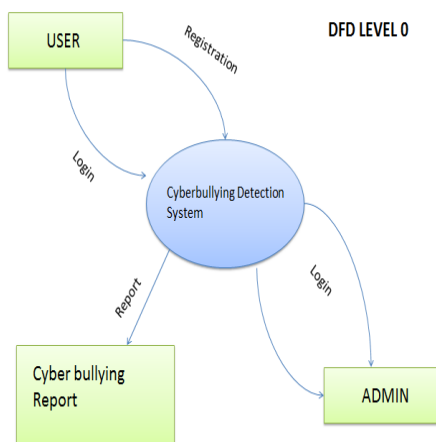 USER
DFD LEVEL 0
Registration
Login
Cyberbullying Detection
System
Report
Login
Cyber bullying
Report
ADMIN